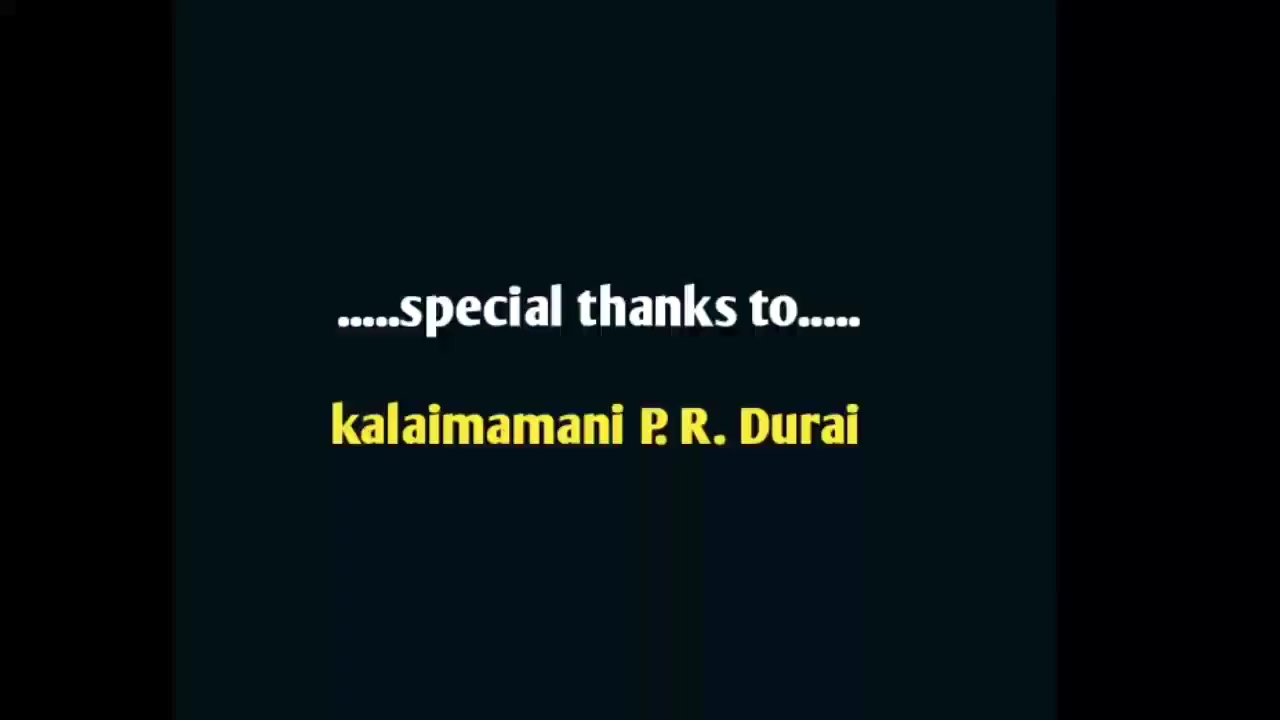 .....special thanks to.....
kalaimamani P. R. Durai